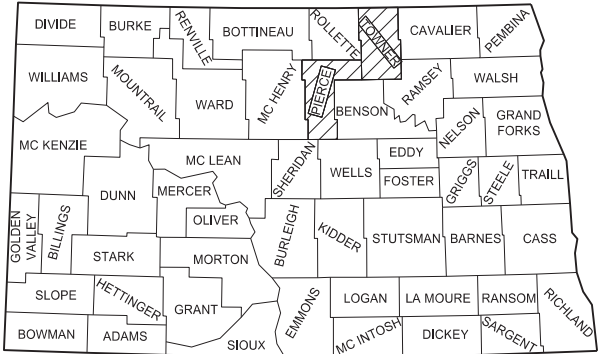 DIVIDE
BURKE
RENVILLE
BOTTINEAU
ROLLETTE
TOWNER
CAVALIER
PEMBINA
WILLIAMS
MOUNTRAIL
WARD
MC HENRY
PIERCE
BENSON
RAMSEY
WALSH
NELSON
GRAND
FORKS
MC KENZIE
MC LEAN
SHERIDAN
WELLS
EDDY
FOSTER
GRIGGS
STEELE
TRAILL
DUNN
MERCER
OLIVER
GOLDEN
VALLEY
BILLINGS
STARK
MORTON
BURLEIGH
KIDDER
STUTSMAN
BARNES
CASS
SLOPE
HETTINGER
GRANT
EMMONS
LOGAN
LA MOURE
RANSOM
RICHLAND
BOWMAN
ADAMS
SIOUX
MC INTOSH
DICKEY
SARGENT